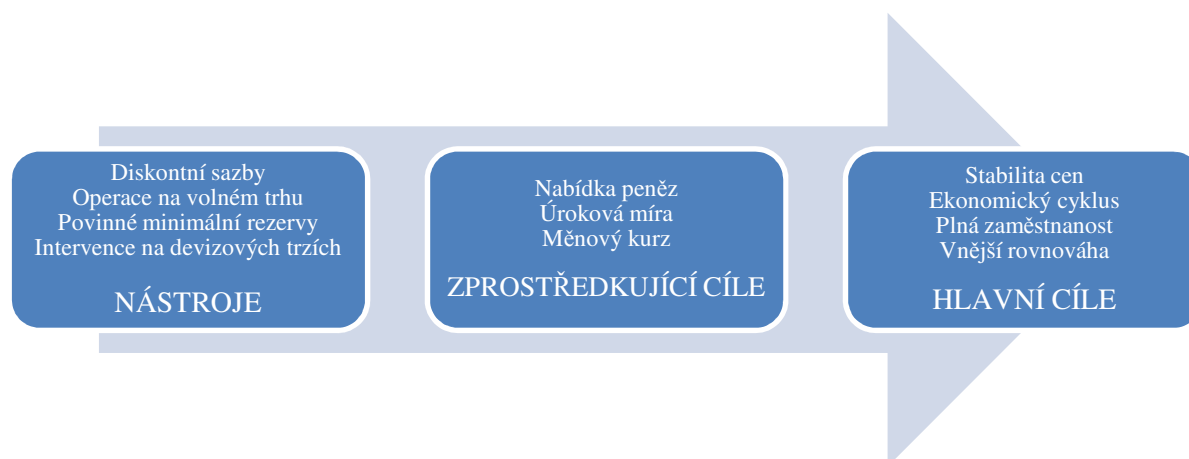 Diskontní sazby
Operace na volném trhu
Povinné minimální rezervy
Intervence na devizových trzích
NÁSTROJE
Nabídka peněz
Úroková míra
Měnový kurz
ZPROSTŘEDKUJÍCÍ CÍLE
Stabilita cen
Ekonomický cyklus
Plná zaměstnanost
Vnější rovnováha
HLAVNÍ CÍLE